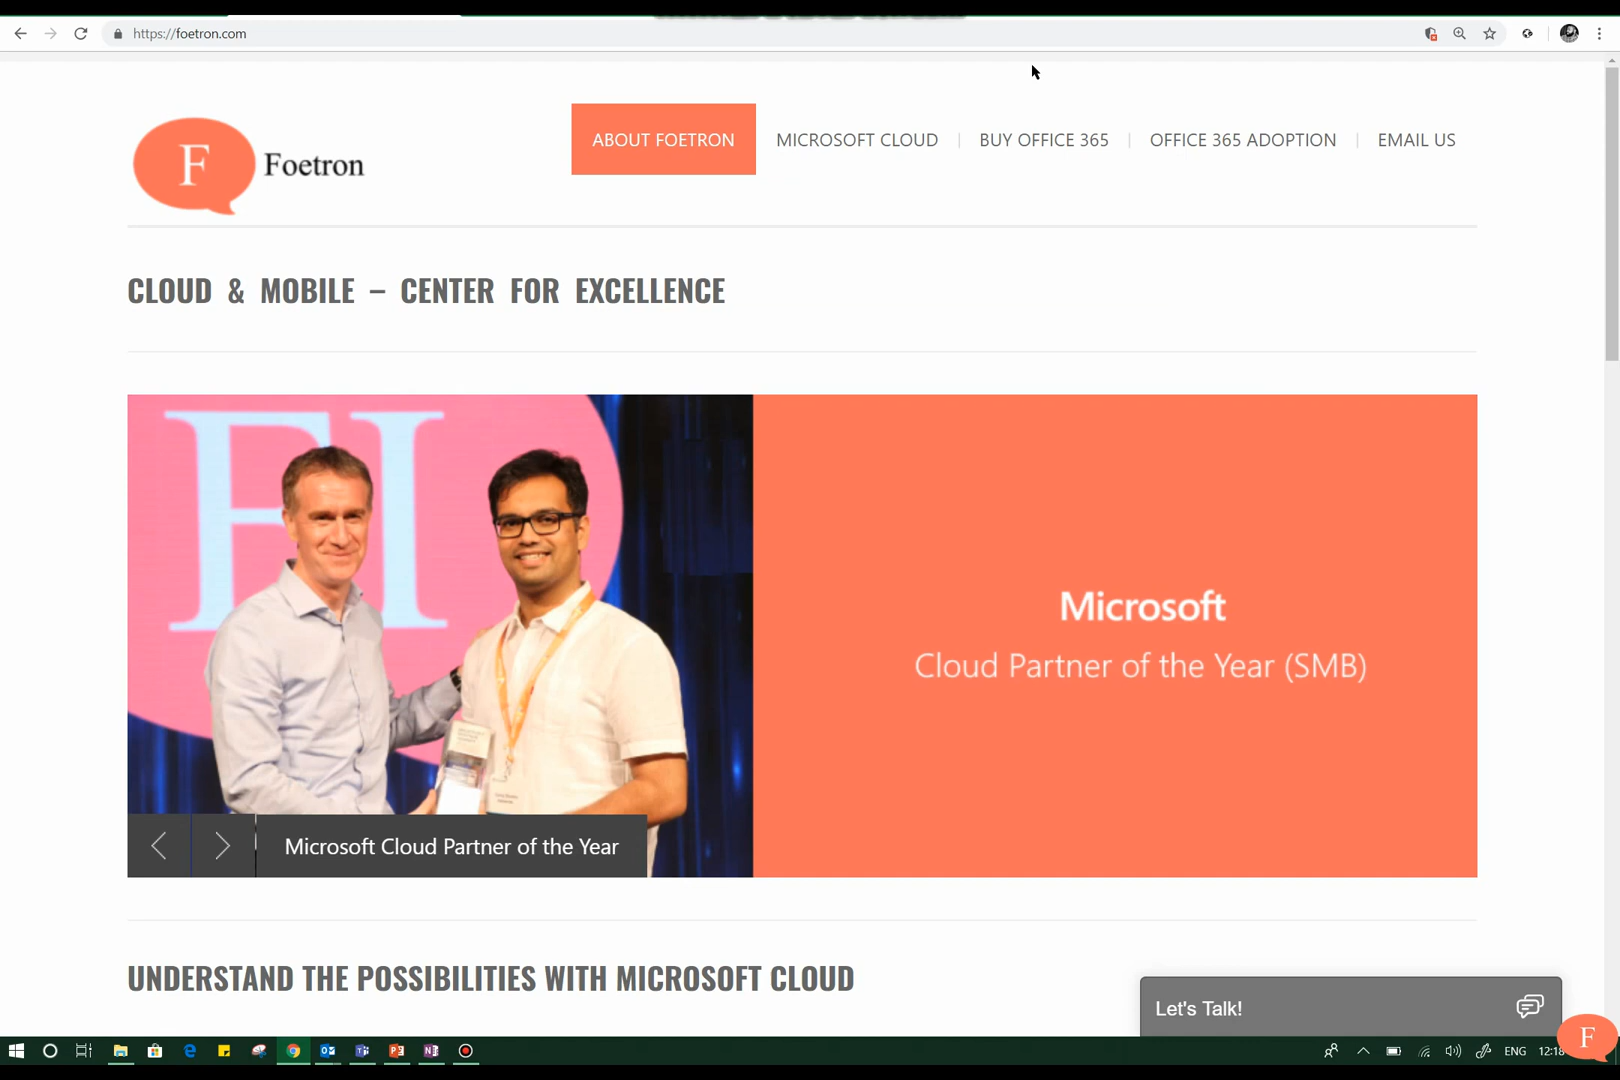 https://foetron.com
F
Foetron
ABOUT FOETRON
MICROSOFT CLOUD
BUY OFFICE 365
OFFICE 365 ADOPTION
EMAIL US
CLOUD & MOBILE – CENTER FOR EXCELLENCE
FI
Microsoft
Cloud Partner of the Year (SMB)
Microsoft Cloud Partner of the Year
UNDERSTAND THE POSSIBILITIES WITH MICROSOFT CLOUD
Let's Talk!
ENG
12:18
F